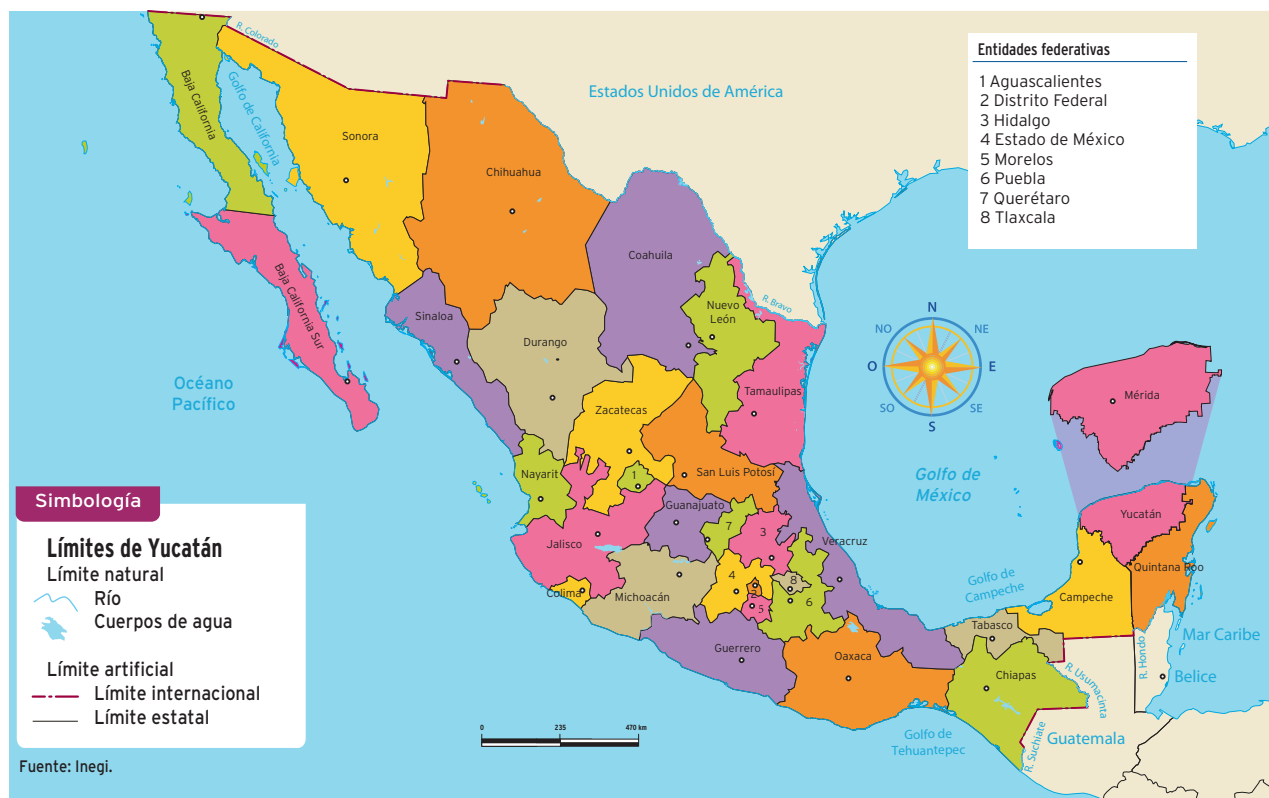 R. Colorado
Baja California
Golfo de California
Sonora
Chihuahua
Estados Unidos de América
Entidades federativas
1 Aguascalientes
2 Distrito Federal
3 Hidalgo
4 Estado de México
5 Morelos
6 Puebla
7 Querétaro
8 Tlaxcala
Coahuila
Baja California Sur
Sinaloa
Durango
Nuevo
León
R. Bravo
Océano
Pacífico
Zacatecas
Tamaulipas
N
NO
NE
O
E
SO
SE
S
Mérida
Nayarit
1
San Luis Potosí
Golfo de
México
Guanajuato
7
3
Yucatán
Jalisco
Veracruz
Quintana Roo
Colima
Michoacán
4
2
8
5
6
Golfo de
Campeche
Campeche
Tabasco
Mar Caribe
Guerrero
Oaxaca
Chiapas
R. Usumacinta
R. Hondo
Belice
Golfo de
Tehuantepec
R. Suchiate
Guatemala
Simbología
Límites de Yucatán
Límite natural
Río
Cuerpos de agua
Límite artificial
Límite internacional
Límite estatal
0 235 470 km
Fuente: Inegi.